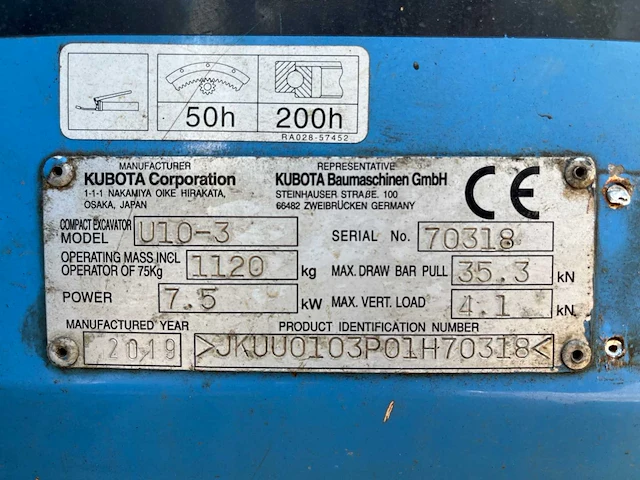 50h 200h
RA028-57452
MANUFACTURER
KUBOTA Corporation
1-1-1 NAKAMIYA OIKE HIRAKATA,
OSAKA, JAPAN
REPRESENTATIVE
KUBOTA Baumaschinen GmbH
STEINHAUSER STRAßE. 100
66482 ZWEIBRÜCKEN GERMANY
CE
COMPACT EXCAVATOR
MODEL U10-3
SERIAL No. 70318
OPERATING MASS INCL
OPERATOR OF 75Kg 1120 kg
MAX. DRAW BAR PULL 35.3 kN
POWER 7.5 kW
MAX. VERT. LOAD 4.1 kN
MANUFACTURED YEAR
2019
PRODUCT IDENTIFICATION NUMBER
>JKUU0103P01H70318<